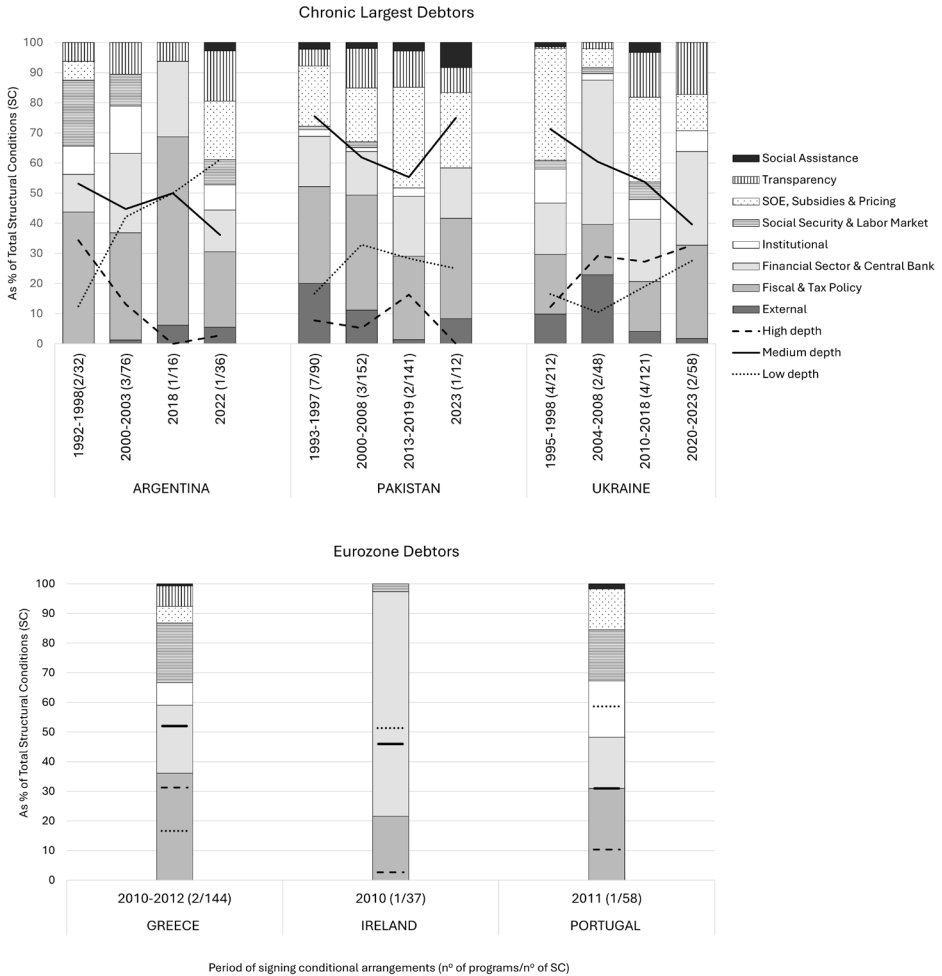 Chronic Largest Debtors
As % of Total Structural Conditions (SC)
100
90
80
70
60
50
40
30
20
10
0
1992-1998(2/32)
2000-2003 (3/76)
2018 (1/16)
2022 (1/36)
1993-1997 (7/90)
2000-2008 (3/152)
2013-2019 (2/141)
2023 (1/12)
1995-1998 (4/212)
2004-2008 (2/48)
2010-2018 (4/121)
2020-2023 (2/58)
ARGENTINA
PAKISTAN
UKRAINE
Social Assistance
Transparency
SOE, Subsidies & Pricing
Social Security & Labor Market
Institutional
Financial Sector & Central Bank
Fiscal & Tax Policy
External
High depth
Medium depth
Low depth
Eurozone Debtors
As % of Total Structural Conditions (SC)
100
90
80
70
60
50
40
30
20
10
0
2010-2012 (2/144)
2010 (1/37)
2011 (1/58)
GREECE
IRELAND
PORTUGAL
Period of signing conditional arrangements (nº of programs/nº of SC)